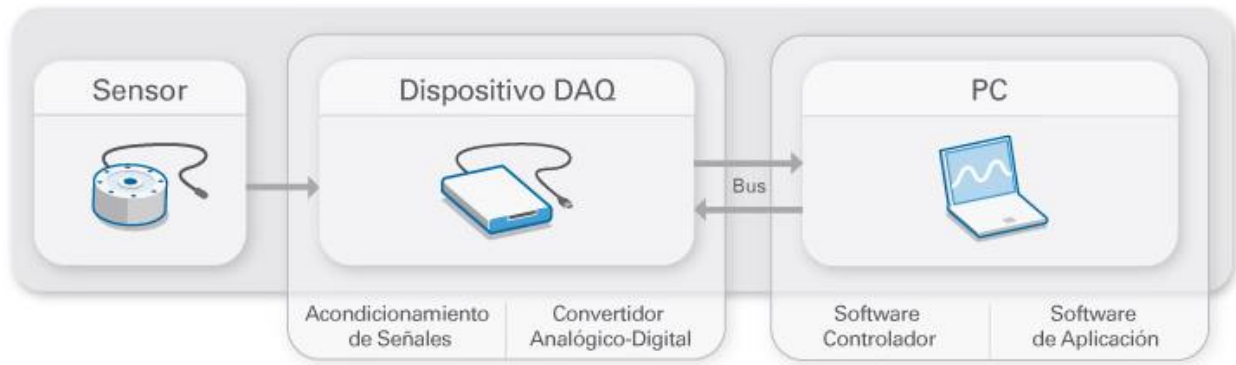 Sensor
Dispositivo DAQ
PC
Bus
Acondicionamiento
de Señales
Convertidor
Analógico-Digital
Software
Controlador
Software
de Aplicación